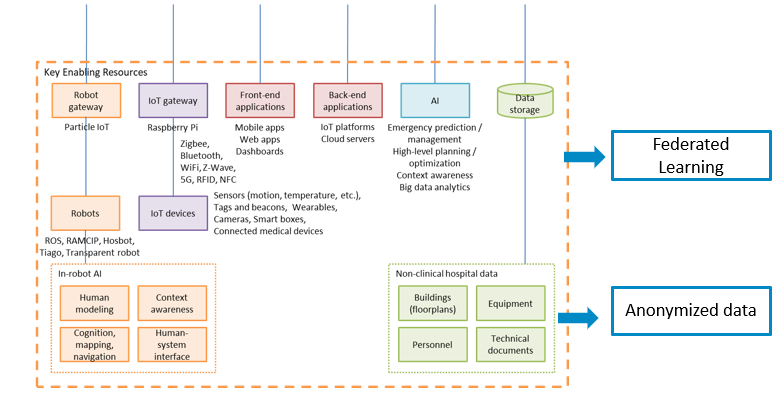 Key Enabling Resources
Robot
gateway
IoT gateway
Front-end
applications
Back-end
applications
AI
Data
storage
Particle IoT
Raspberry Pi
Zigbee,
Bluetooth,
WiFi, Z-Wave,
5G, RFID, NFC
Mobile apps
Web apps
Dashboards
IoT platforms
Cloud servers
Emergency prediction /
management
High-level planning /
optimization
Context awareness
Big data analytics
Federated
Learning
Robots
IoT devices
Sensors (motion, temperature, etc.),
Tags and beacons, Wearables,
Cameras, Smart boxes,
Connected medical devices
ROS, RAMCIP, Hosbot,
Tiago, Transparent robot
In-robot AI
Human
modeling
Context
awareness
Cognition,
mapping,
navigation
Human-
system
interface
Non-clinical hospital data
Buildings
(floorplans)
Equipment
Personnel
Technical
documents
Anonymized data